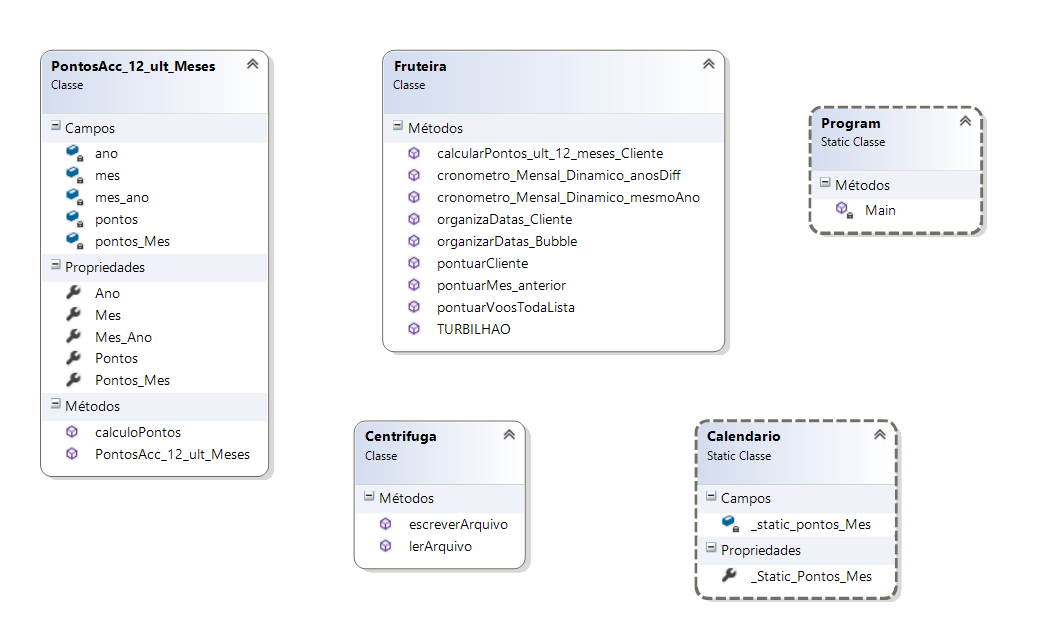 PontosAcc_12_ult_Meses
Classe
Campos
ano
mes
mes_ano
pontos
pontos_Mes
Propriedades
Ano
Mes
Mes_Ano
Pontos
Pontos_Mes
Métodos
calculoPontos
PontosAcc_12_ult_Meses
Fruteira
Classe
Métodos
calcularPontos_ult_12_meses_Cliente
cronometro_Mensal_Dinamico_anosDiff
cronometro_Mensal_Dinamico_mesmoAno
organizaDatas_Cliente
organizarDatas_Bubble
pontuarCliente
pontuarMes_anterior
pontuarVoosTodaLista
TURBILHAO
Program
Static Classe
Métodos
Main
Centrifuga
Classe
Métodos
escreverArquivo
lerArquivo
Calendario
Static Classe
Campos
_static_pontos_Mes
Propriedades
_Static_Pontos_Mes